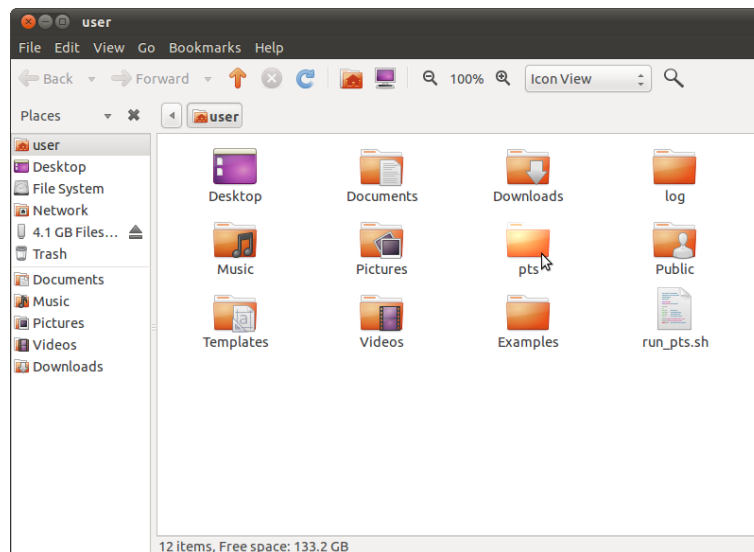 user
File Edit View Go Bookmarks Help
Back Forward 100% Icon View
Places user
user
Desktop
File System
Network
4.1 GB Files...
Trash
Documents
Music
Pictures
Videos
Downloads
Desktop Documents Downloads log
Music Pictures pts Public
Templates Videos Examples run_pts.sh
12 items, Free space: 133.2 GB